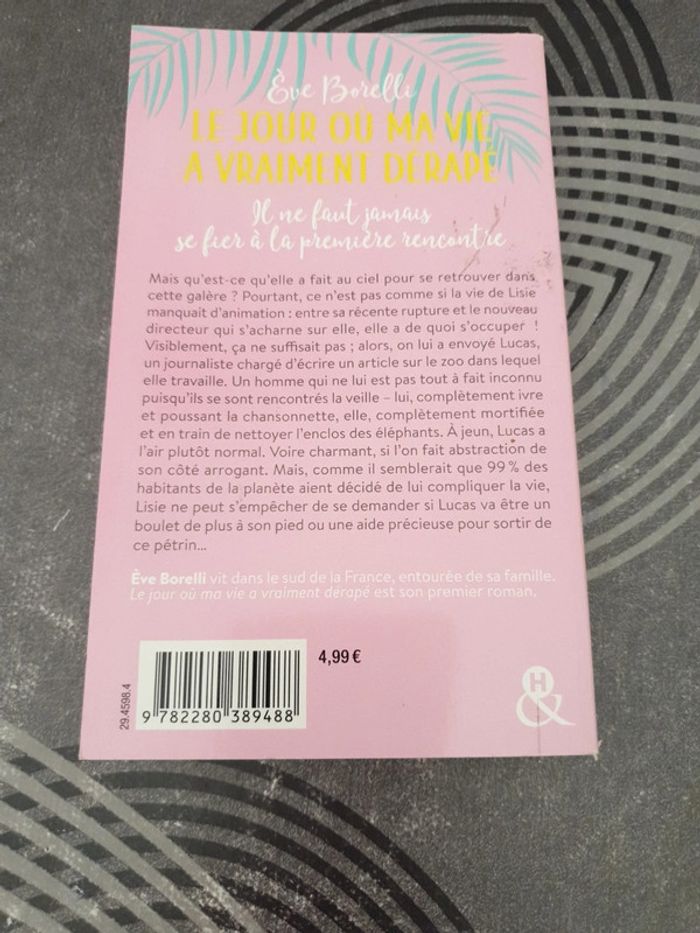 Ève Borelli
LE JOUR OÙ MA VIE
A VRAIMENT DÉRAPÉ
Il ne faut jamais
se fier à la première rencontre
Mais qu'est-ce qu'elle a fait au ciel pour se retrouver dans
cette galère ? Pourtant, ce n'est pas comme si la vie de Lisie
manquait d'animation : entre sa récente rupture et le nouveau
directeur qui s'acharne sur elle, elle a de quoi s'occuper !
Visiblement, ça ne suffisait pas ; alors, on lui a envoyé Lucas,
un journaliste chargé d'écrire un article sur le zoo dans lequel
elle travaille. Un homme qui ne lui est pas tout à fait inconnu
puisqu'ils se sont rencontrés la veille – lui, complètement ivre
et poussant la chansonnette, elle, complètement mortifiée
et en train de nettoyer l'enclos des éléphants. À jeun, Lucas a
l'air plutôt normal. Voire charmant, si l'on fait abstraction de
son côté arrogant. Mais, comme il semblerait que 99 % des
habitants de la planète aient décidé de lui compliquer la vie,
Lisie ne peut s'empêcher de se demander si Lucas va être un
boulet de plus à son pied ou une aide précieuse pour sortir de
ce pétrin…
Ève Borelli vit dans le sud de la France, entourée de sa famille.
Le jour où ma vie a vraiment dérapé est son premier roman.
29.4598.4
4,99 €
9 782280 389488
H
&